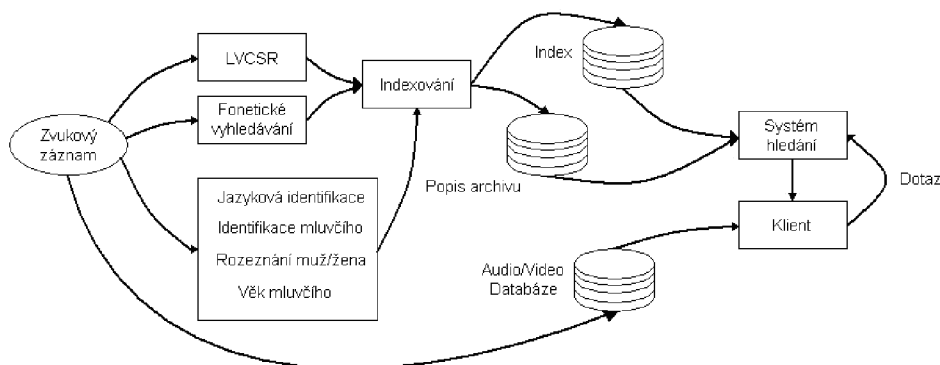 LVCSR
Fonetické
vyhledávání
Zvukový
záznam
Jazyková identifikace
Identifikace mluvčího
Rozeznání muž/žena
Věk mluvčího
Indexování
Index
Popis archivu
Audio/Video
Databáze
Systém
hledání
Klient
Dotaz